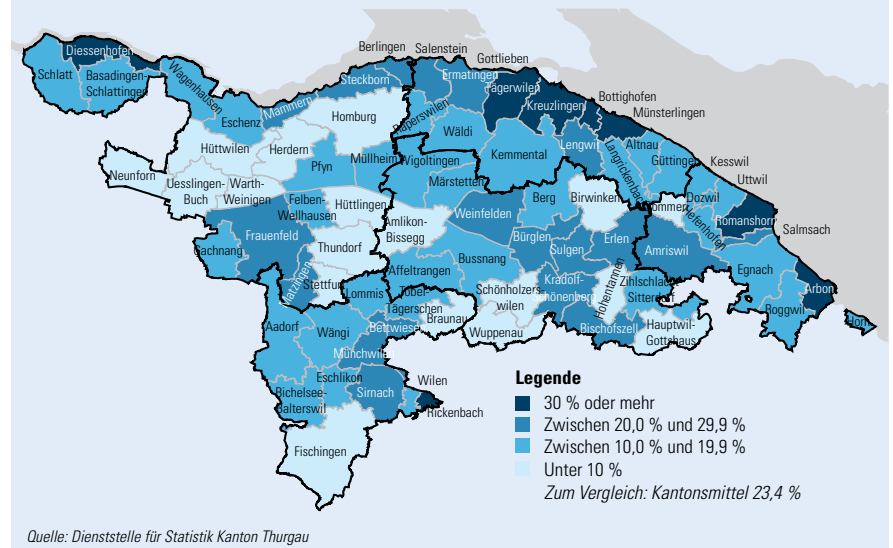 Berlingen
Salenstein
Gottlieben
Diessenhofen
Steckborn
Ermatingen
Tägerwilen
Schlatt
Basadingen-
Schlattingen
Wagenhausen
Mammern
Kreuzlingen
Bottighofen
Münsterlingen
Eschenz
Homburg
Raperswilen
Wäldi
Hüttwilen
Herdern
Lengwil
Altnau
Kesswil
Kemmental
Langrickenbach
Güttingen
Uttwil
Neunforn
Pfyn
Müllheim
Wigoltingen
Uesslingen-
Buch
Warth-
Weiningen
Felben-
Wellhausen
Hüttlingen
Märstetten
Berg
Birwinken
Sommeri
Dozwil
Hefenhofen
Romanshorn
Salmsach
Amlikon-
Bissegg
Weinfelden
Frauenfeld
Thundorf
Bürglen
Sulgen
Erlen
Amriswil
Gachnang
Matzingen
Stettfurt
Affeltrangen
Bussnang
Egnach
Lommis
Tobel-
Tägerschen
Schönholzers-
wilen
Kradolf-
Schönenberg
Hohentannen
Zihlschlacht-
Sitterdorf
Arbon
Roggwil
Horn
Aadorf
Wängi
Bettwiesen
Braunau
Wuppenau
Bischofszell
Hauptwil-
Gottshaus
Münchwilen
Eschlikon
Bichelsee-
Balterswil
Sirnach
Wilen
Rickenbach
Fischingen
Legende
30 % oder mehr
Zwischen 20,0 % und 29,9 %
Zwischen 10,0 % und 19,9 %
Unter 10 %
Zum Vergleich: Kantonsmittel 23,4 %
Quelle: Dienststelle für Statistik Kanton Thurgau